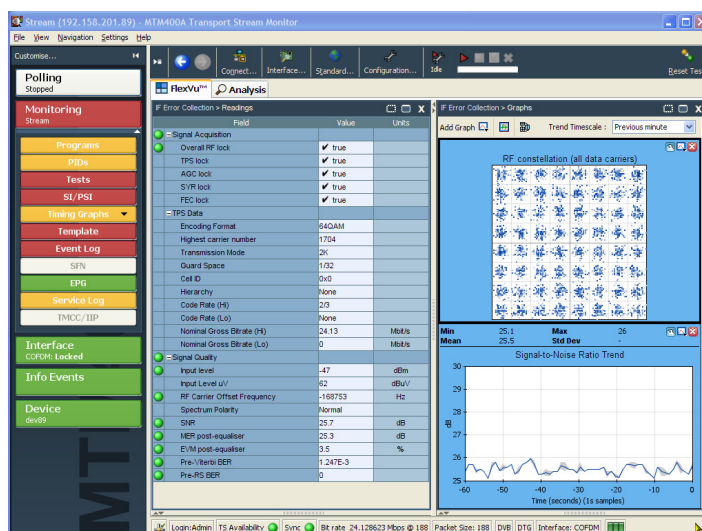 Stream (192.158.201.89) - MTM400A Transport Stream Monitor
File View Navigation Settings Help
Customise...
Polling
Stopped
Monitoring
Stream
Programs
PIDs
Tests
SI/PSI
Timing Graphs
Template
Event Log
SFN
EPG
Service Log
TMCC/IIP
Interface
COFDM: Locked
Info Events
Device
dev89
MT
Connect... Interface... Standard... Configuration... Idle Reset Tes
FlexVu™ Analysis
IF Error Collection > Readings
Field Value Units
Signal Acquisition
Overall RF lock true
TPS lock true
AGC lock true
SYR lock true
FEC lock true
TPS Data
Encoding Format 64QAM
Highest carrier number 1704
Transmission Mode 2K
Guard Space 1/32
Cell ID 0x0
Hierarchy None
Code Rate (Hi) 2/3
Code Rate (Lo) None
Nominal Gross Bitrate (Hi) 24.13 Mbit/s
Nominal Gross Bitrate (Lo) 0 Mbit/s
Signal Quality
Input level -47 dBm
Input Level uV 62 dBuV
RF Carrier Offset Frequency -168753 Hz
Spectrum Polarity Normal
SNR 25.7 dB
MER post-equaliser 25.3 dB
EVM post-equaliser 3.5 %
Pre-Viterbi BER 1.247E-3
Pre-RS BER 0
IF Error Collection > Graphs
Add Graph Trend Timescale : Previous minute
RF constellation (all data carriers)
Min 25.1 Max 26
Mean 25.5 Std Dev -
Signal-to-Noise Ratio Trend
30
29
28
27
26
25
dB
-60 -50 -40 -30 -20 -10 0
Time (seconds) (1s samples)
Login:Admin TS Availability Sync Bit rate 24.128623 Mbps @ 188 Packet Size: 188 DVB DTG Interface: COFDM